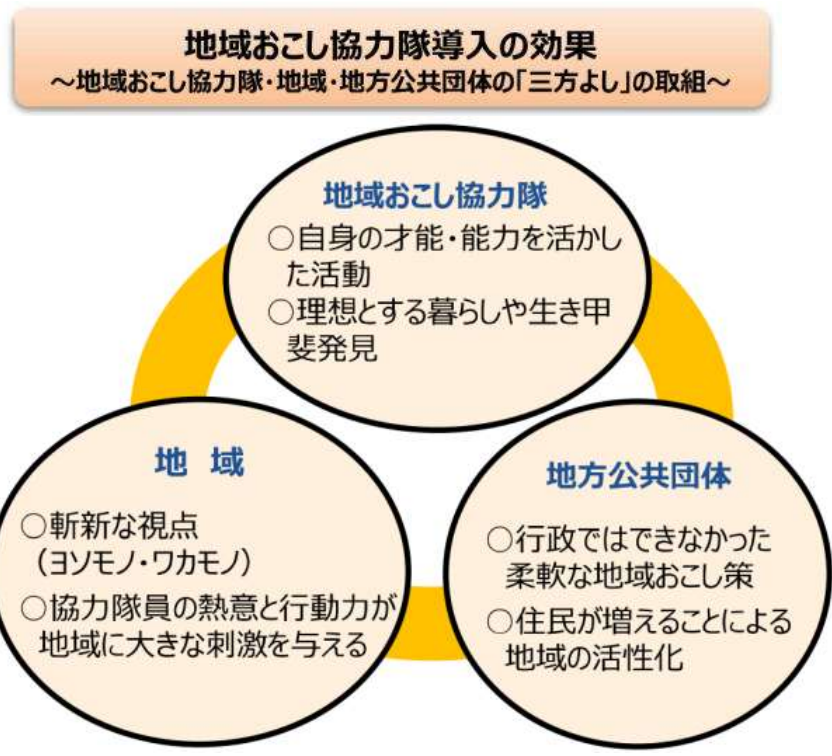 地域おこし協力隊導入の効果
～地域おこし協力隊･地域･地方公共団体の｢三方よし｣の取組～
地域おこし協力隊
○自身の才能･能力を活かし
た活動
○理想とする暮らしや生き甲
斐発見
地 域
○斬新な視点
（ヨソモノ･ワカモノ）
○協力隊員の熱意と行動力が
地域に大きな刺激を与える
地方公共団体
○行政ではできなかった
柔軟な地域おこし策
○住民が増えることによる
地域の活性化